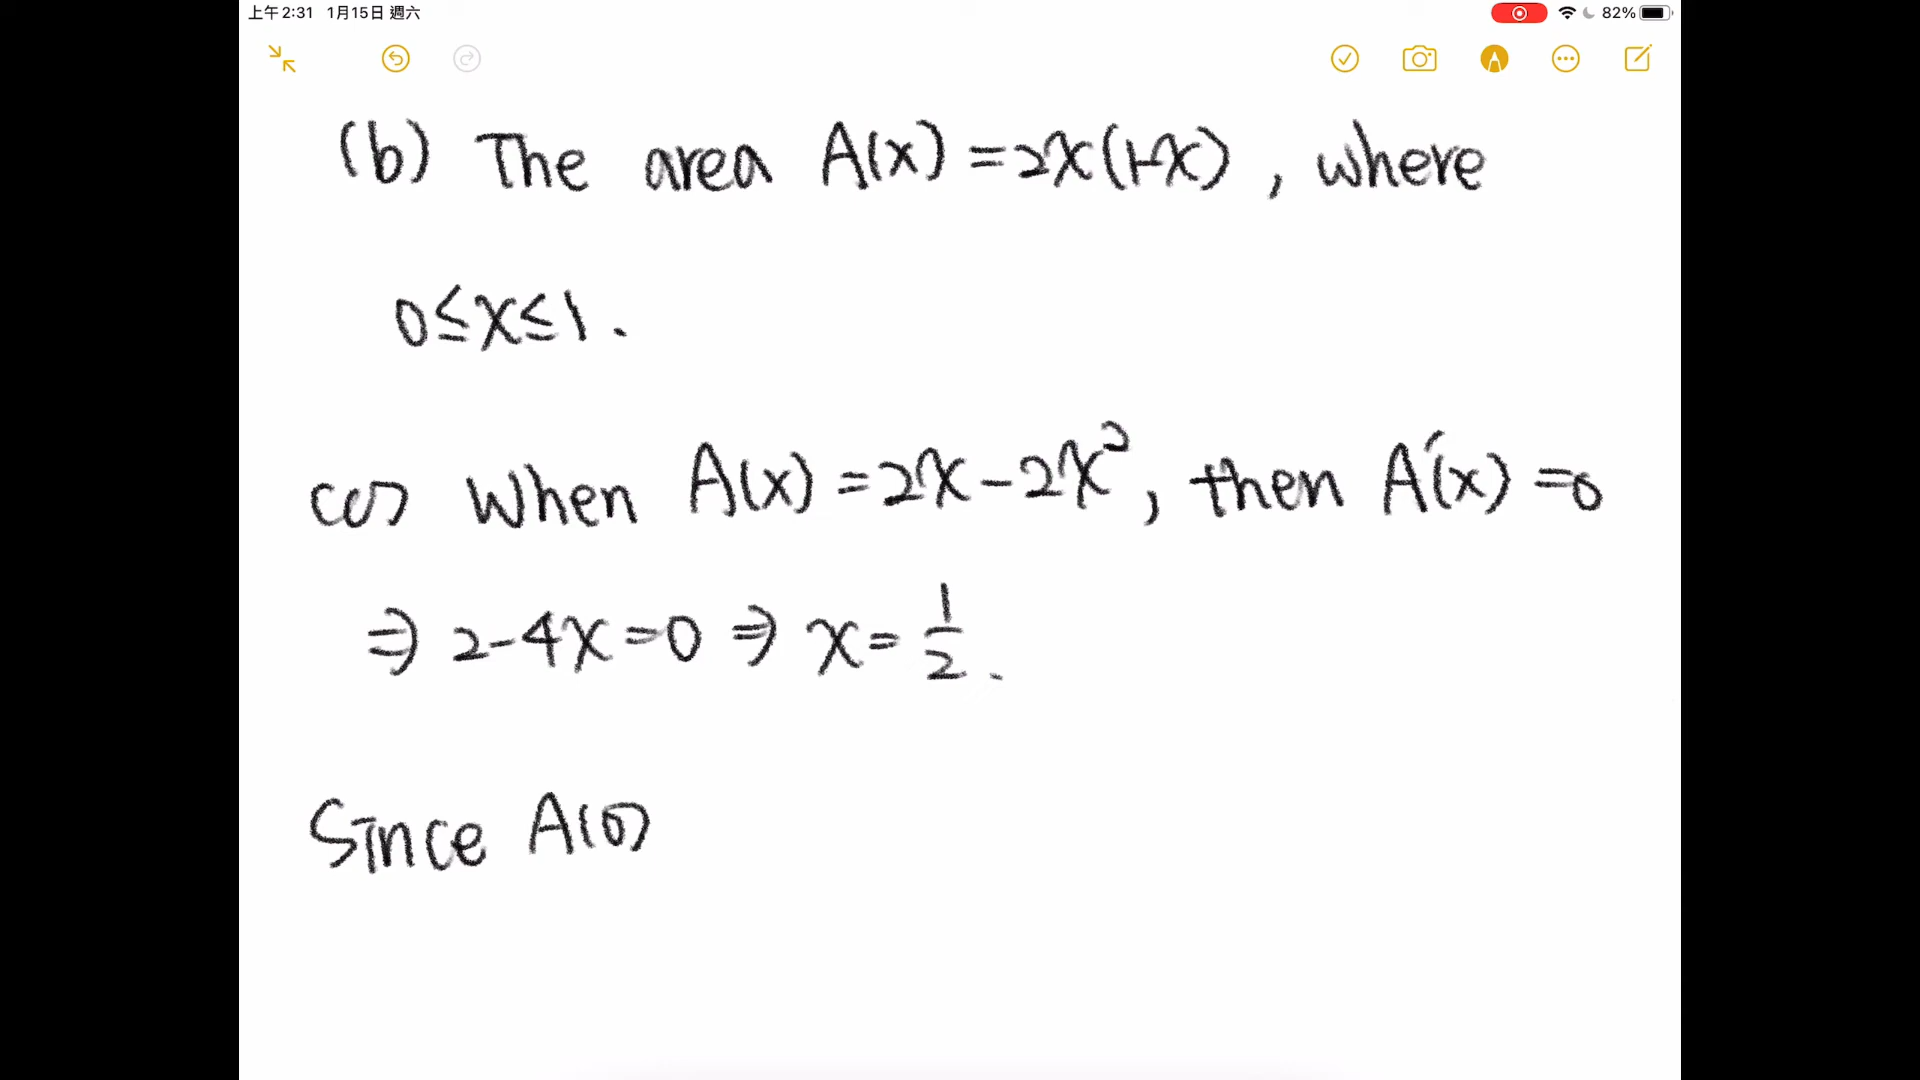 上午2:31 1月15日 週六 82%
(b) The area A(x) = 2x(1-x), where
0≤x≤1.
(c) When A(x) = 2x - 2x², then A'(x) = 0
⇒ 2-4x=0 ⇒ x = 1/2.
Since A(0)